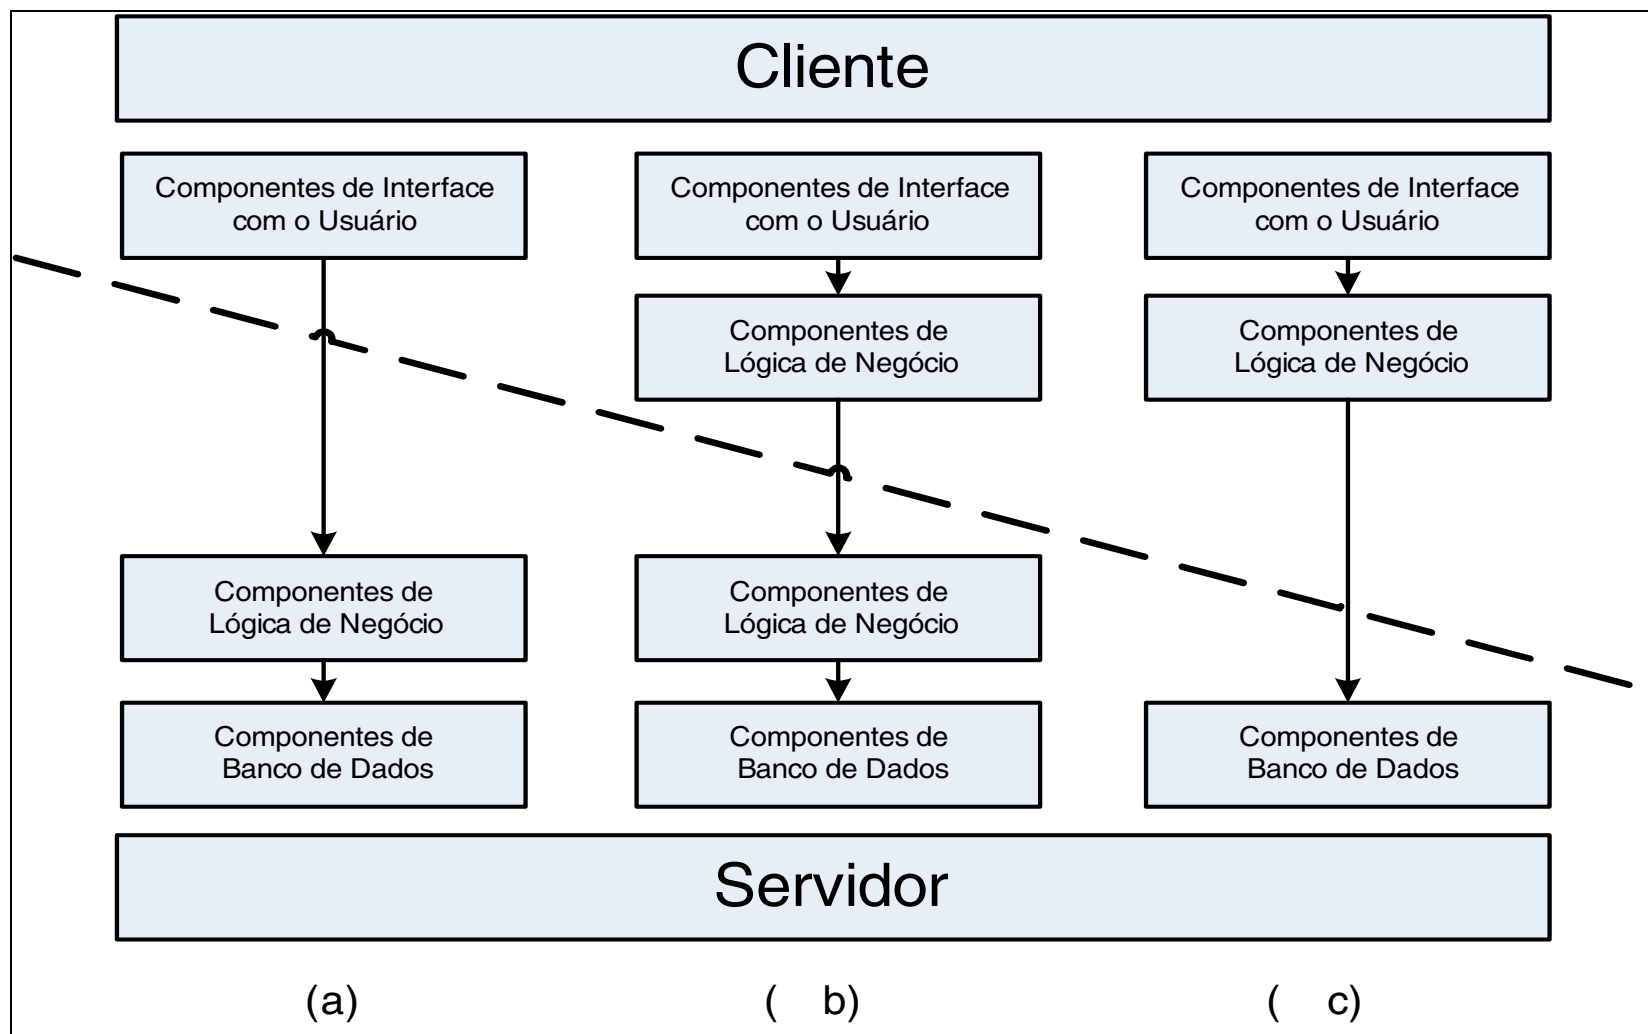 Cliente
Componentes de Interface
com o Usuário
Componentes de Interface
com o Usuário
Componentes de Interface
com o Usuário
Componentes de
Lógica de Negócio
Componentes de
Lógica de Negócio
Componentes de
Lógica de Negócio
Componentes de
Lógica de Negócio
Componentes de
Banco de Dados
Componentes de
Banco de Dados
Componentes de
Banco de Dados
Servidor
(a) ( b) ( c)